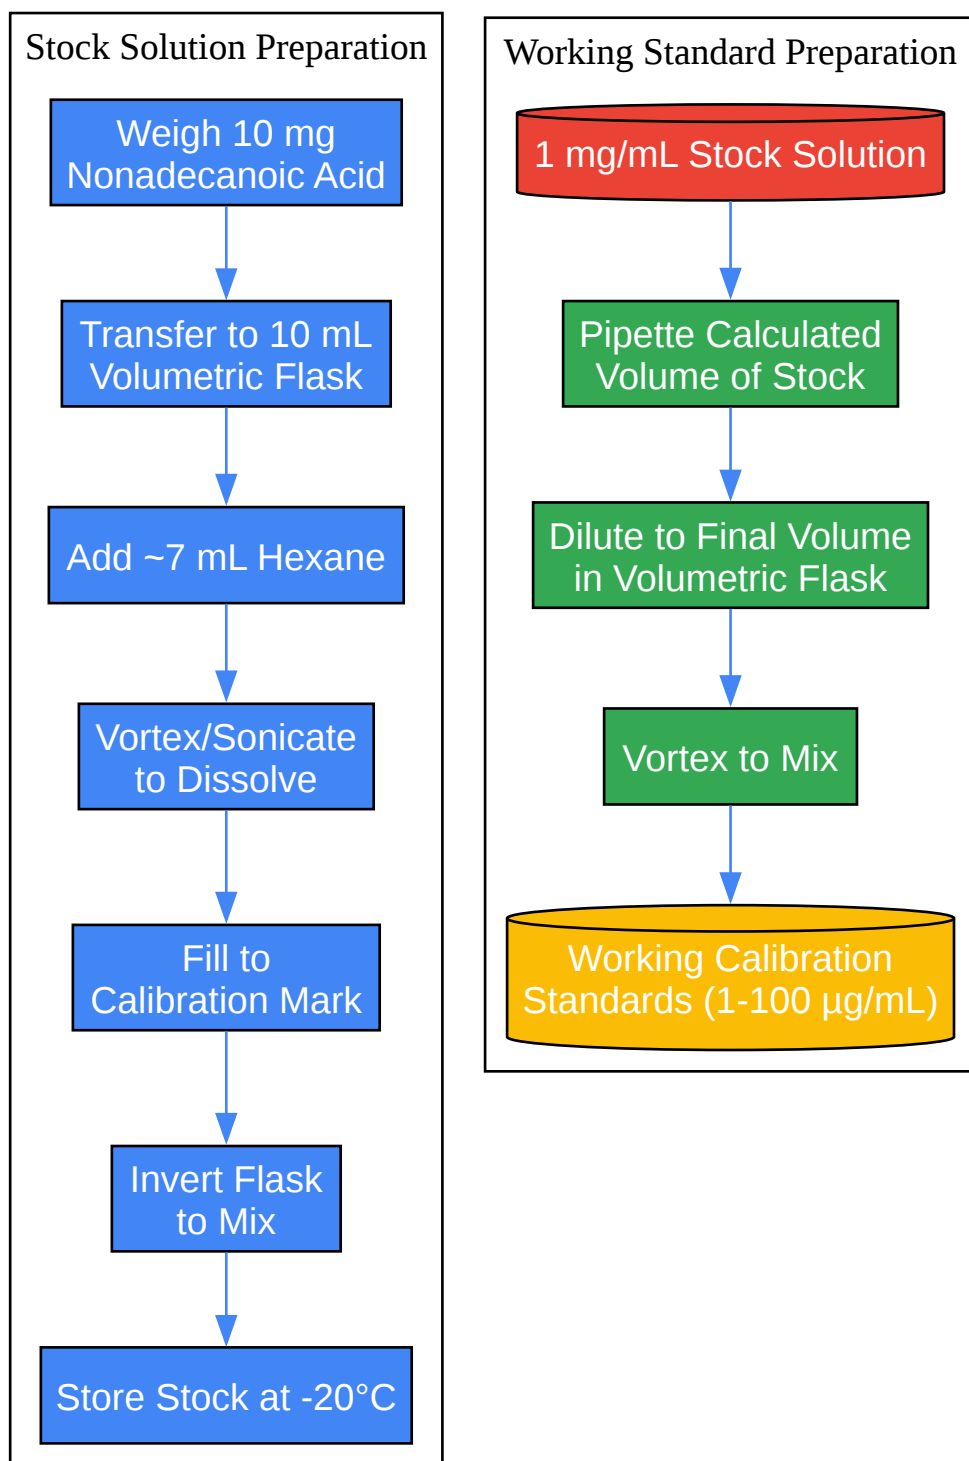 Stock Solution Preparation
Weigh 10 mg
Nonadecanoic Acid
Transfer to 10 mL
Volumetric Flask
Add ~7 mL Hexane
Vortex/Sonicate
to Dissolve
Fill to
Calibration Mark
Invert Flask
to Mix
Store Stock at -20°C
Working Standard Preparation
1 mg/mL Stock Solution
Pipette Calculated
Volume of Stock
Dilute to Final Volume
in Volumetric Flask
Vortex to Mix
Working Calibration
Standards (1-100 µg/mL)